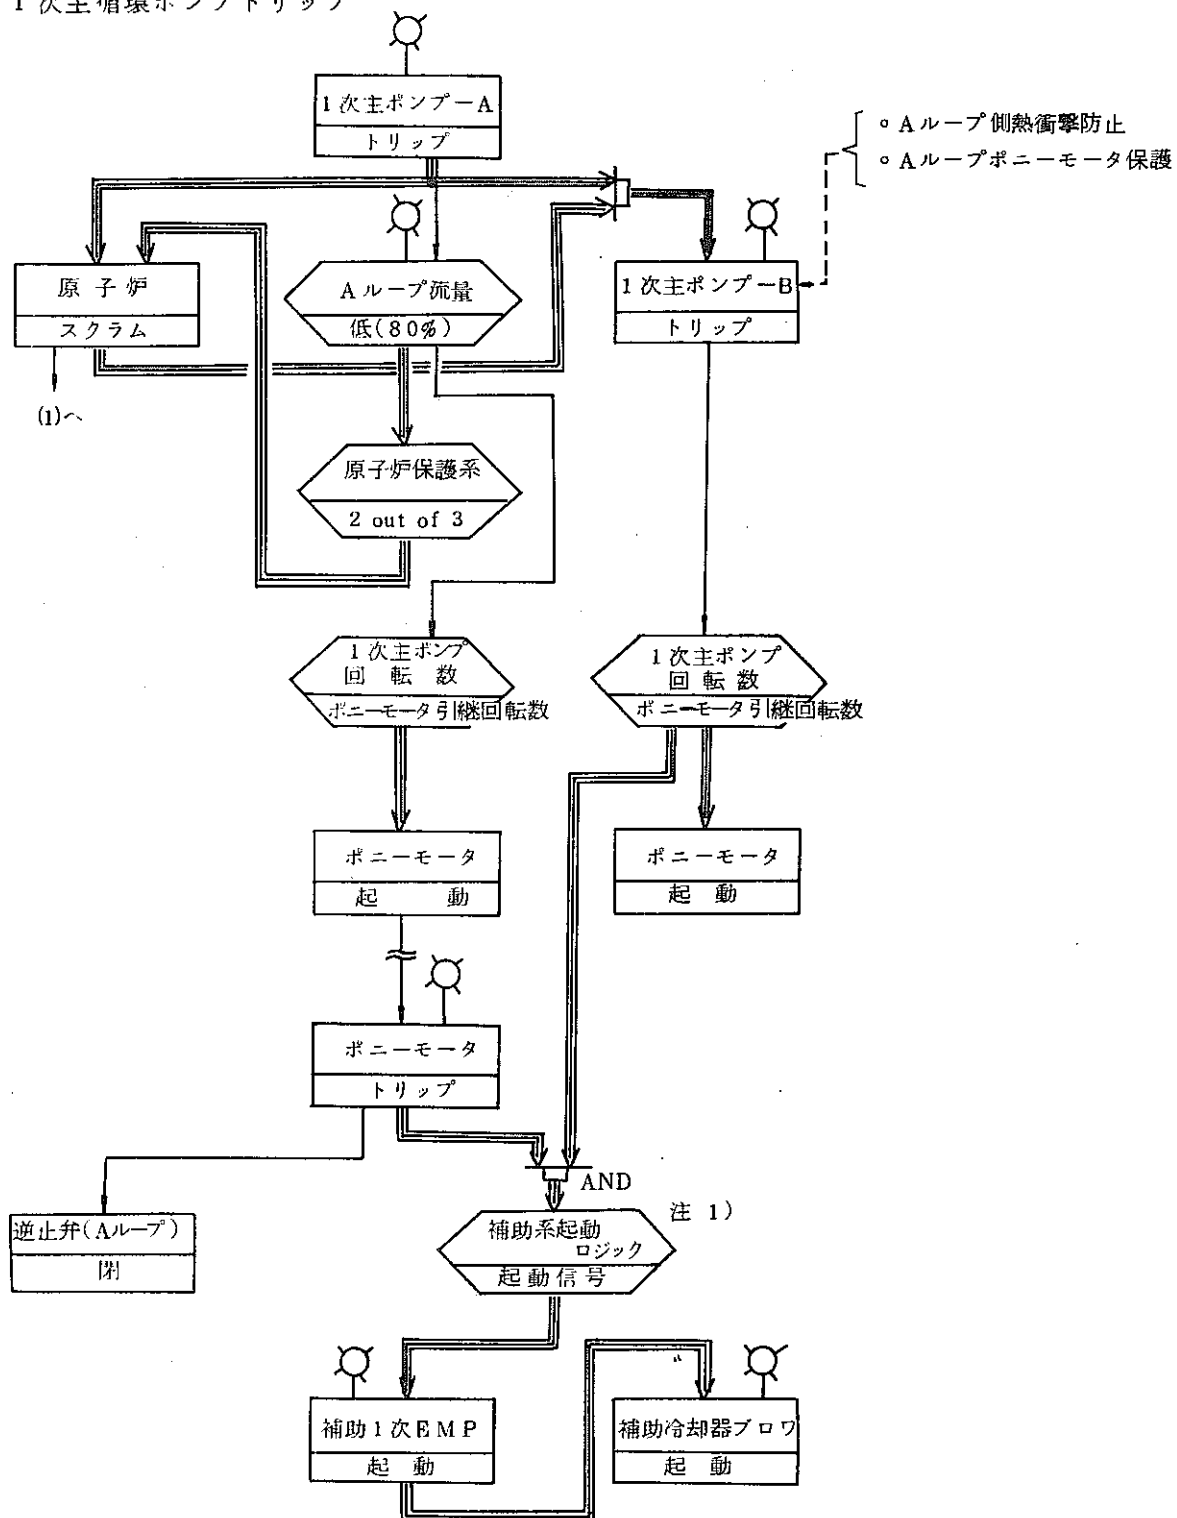 1次主循環ポンプトリップ
1次主ポンプ－A
トリップ
。Aループ側熱衝撃防止
。Aループポニーモータ保護
原子炉
スクラム
Aループ流量
低(80%)
1次主ポンプ－B
トリップ
(1)へ
原子炉保護系
2 out of 3
1次主ポンプ
回転数
ポニーモータ引継回転数
1次主ポンプ
回転数
ポニーモータ引継回転数
ポニーモータ
起動
ポニーモータ
起動
ポニーモータ
トリップ
AND
逆止弁(Aループ)
閉
補助系起動
ロジック
起動信号
注 1)
補助1次EMP
起動
補助冷却器ブロワ
起動